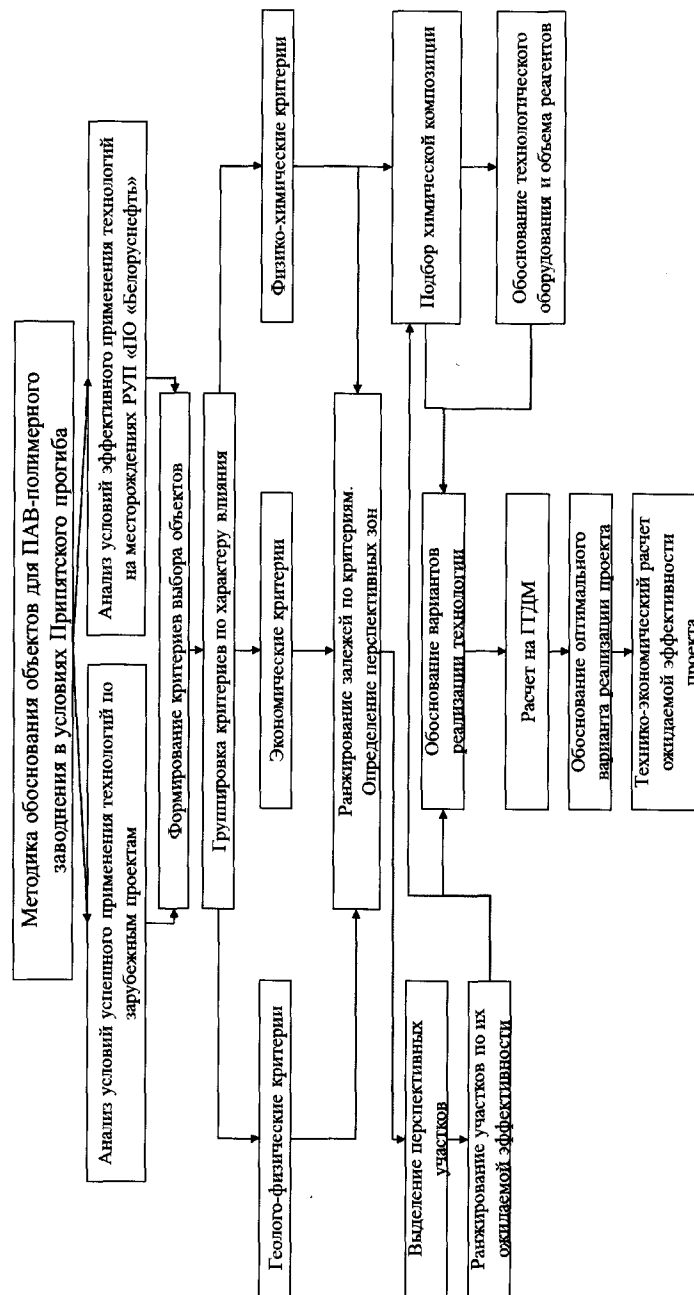 Методика обоснования объектов для ПАВ-полимерного
заводнения в условиях Припятского прогиба
Анализ условий успешного применения технологий по
зарубежным проектам
Анализ условий эффективного применения технологий
на месторождениях РУП «ПО «Белоруснефть»
Формирование критериев выбора объектов
Группировка критериев по характеру влияния
Геолого-физические критерии
Экономические критерии
Физико-химические критерии
Ранжирование залежей по критериям.
Определение перспективных зон
Выделение перспективных
участков
Ранжирование участков по их
ожидаемой эффективности
Обоснование вариантов
реализации технологии
Подбор химической композиции
Обоснование технологического
оборудования и объема реагентов
Расчет на ПТДМ
Обоснование оптимального
варианта реализации проекта
Технико-экономический расчет
ожидаемой эффективности
проекта